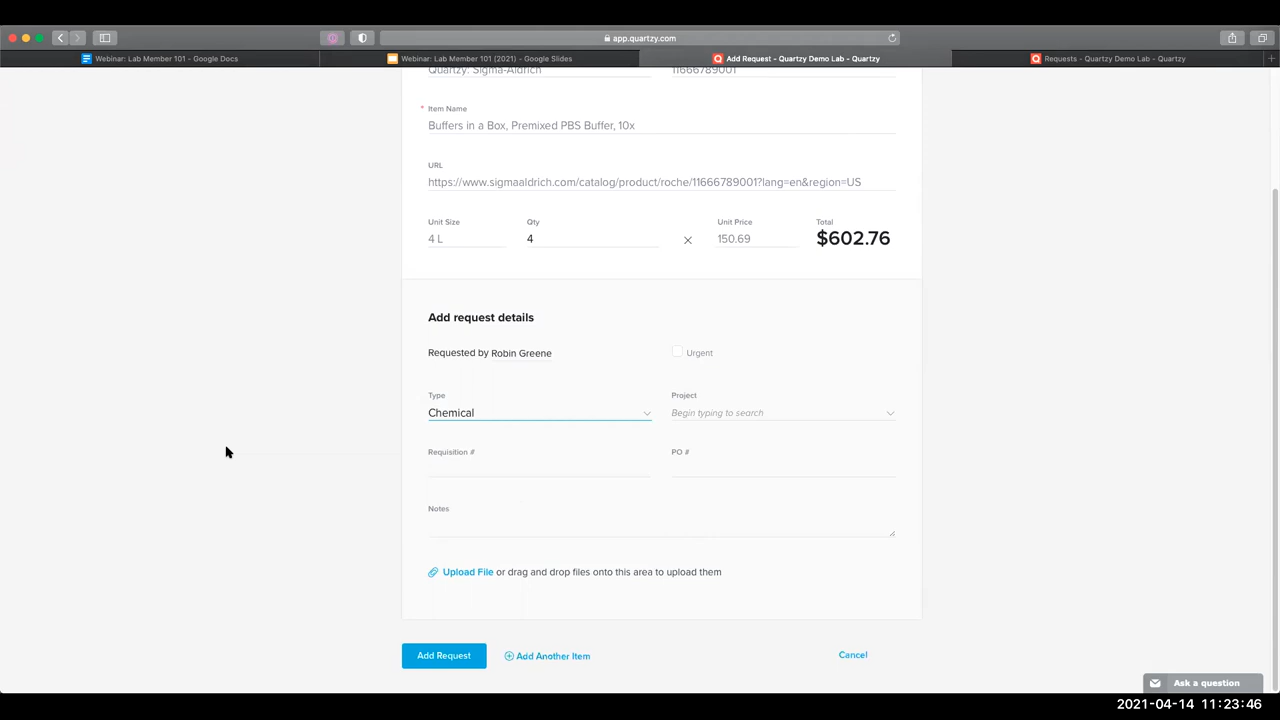 app.quartzy.com
Webinar: Lab Member 101 - Google Docs
Webinar: Lab Member 101 (2021) - Google Slides
Add Request - Quartzy Demo Lab - Quartzy
Requests - Quartzy Demo Lab - Quartzy
Quartzy: Sigma-Aldrich
11666789001
* Item Name
Buffers in a Box, Premixed PBS Buffer, 10x
URL
https://www.sigmaaldrich.com/catalog/product/roche/11666789001?lang=en&region=US
Unit Size Qty Unit Price Total
4 L 4 150.69 $602.76
Add request details
Requested by Robin Greene Urgent
Type Project
Chemical Begin typing to search
Requisition # PO #
Notes
Upload File or drag and drop files onto this area to upload them
Add Request Add Another Item Cancel
Ask a question
2021-04-14 11:23:46